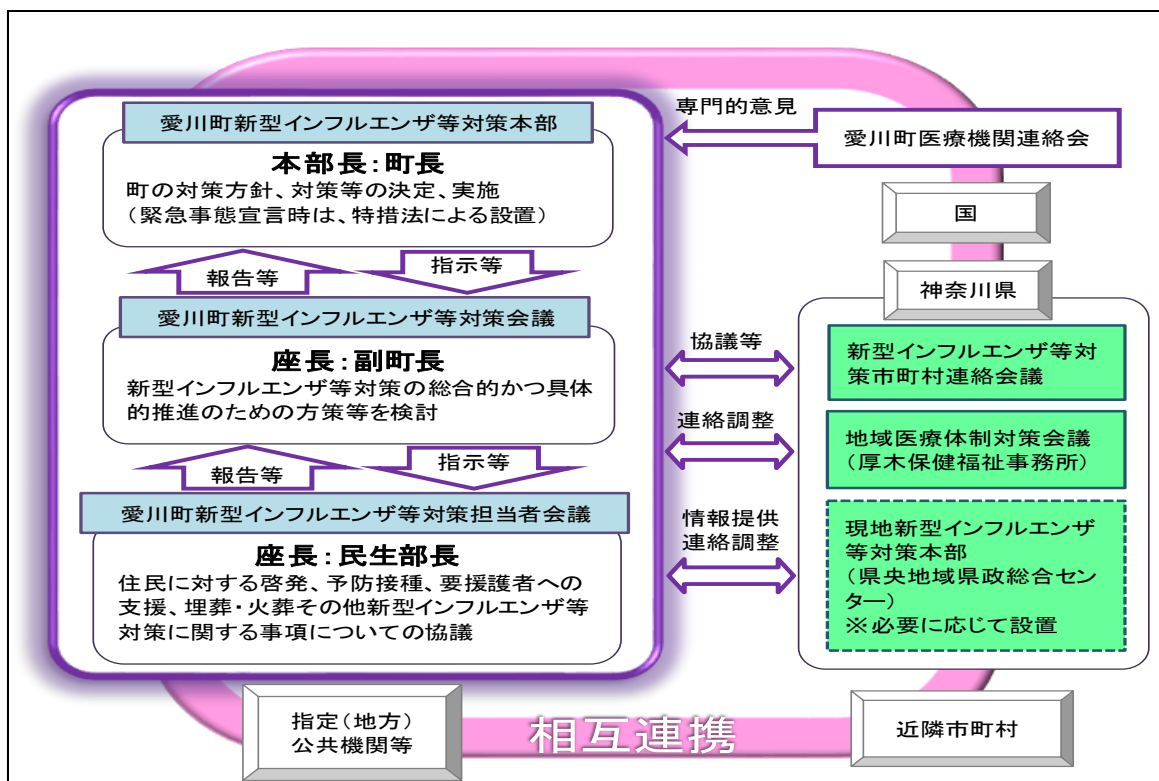 愛川町新型インフルエンザ等対策本部
本部長：町長
町の対策方針、対策等の決定、実施
（緊急事態宣言時は、特措法による設置）
報告等
指示等
愛川町新型インフルエンザ等対策会議
座長：副町長
新型インフルエンザ等対策の総合的かつ具体
的推進のための方策等を検討
報告等
指示等
愛川町新型インフルエンザ等対策担当者会議
座長：民生部長
住民に対する啓発、予防接種、要援護者への
支援、埋葬・火葬その他新型インフルエンザ等
対策に関する事項についての協議
専門的意見
愛川町医療機関連絡会
国
神奈川県
協議等
新型インフルエンザ等対
策市町村連絡会議
連絡調整
地域医療体制対策会議
（厚木保健福祉事務所）
情報提供
連絡調整
現地新型インフルエンザ
等対策本部
（県央地域県政総合セン
ター）
※必要に応じて設置
指定（地方）
公共機関等
相互連携
近隣市町村